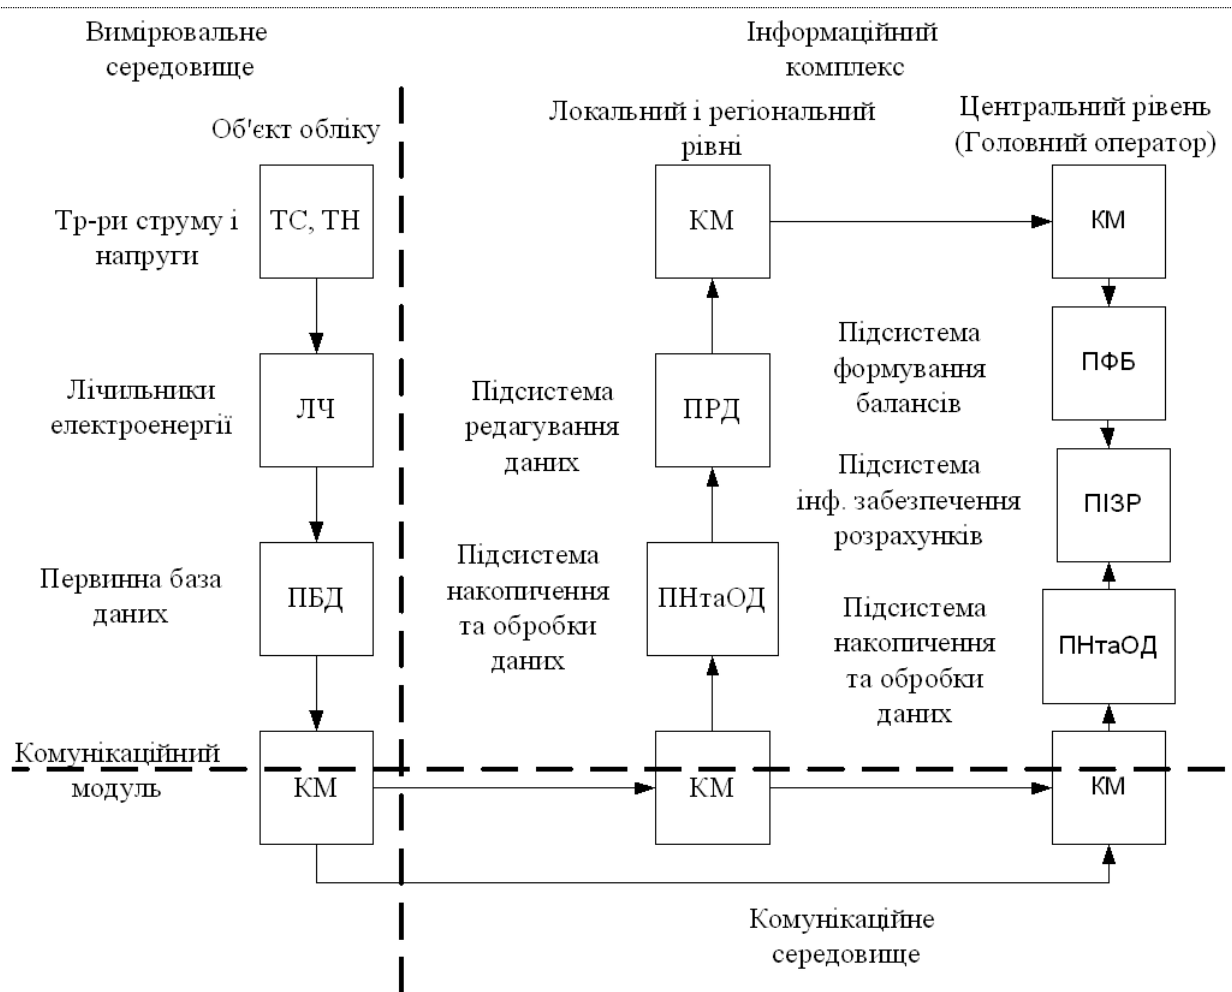 Вимірювальне
середовище
Інформаційний
комплекс
Об'єкт обліку
Локальний і регіональний
рівні
Центральний рівень
(Головний оператор)
Тр-ри струму і
напруги
ТС, ТН
КМ
КМ
Лічильники
електроенергії
ЛЧ
Підсистема
редагування
даних
ПРД
Підсистема
формування
балансів
ПФБ
Підсистема
інф. забезпечення
розрахунків
ПІЗР
Первинна база
даних
ПБД
Підсистема
накопичення
та обробки
даних
ПНтаОД
Підсистема
накопичення
та обробки
даних
ПНтаОД
Комунікаційний
модуль
КМ
КМ
КМ
Комунікаційне
середовище